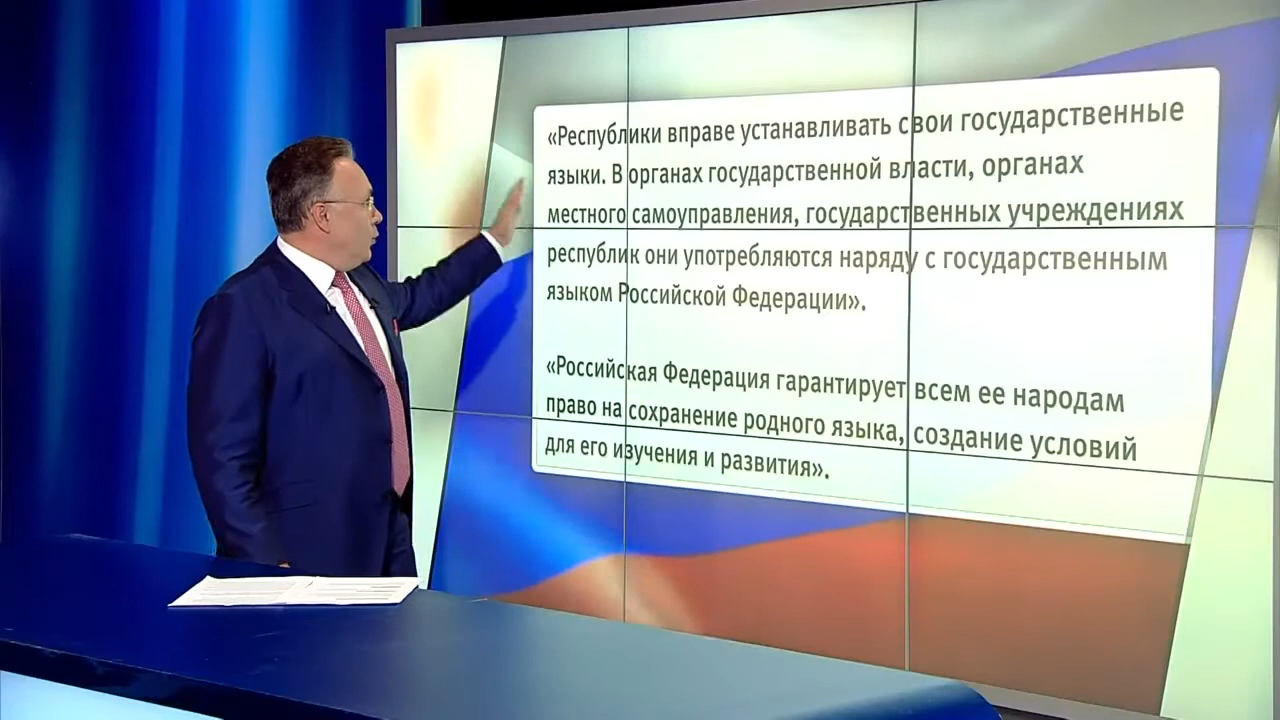 «Республики вправе устанавливать свои государственные
языки. В органах государственной власти, органах
местного самоуправления, государственных учреждениях
республик они употребляются наряду с государственным
языком Российской Федерации».
«Российская Федерация гарантирует всем ее народам
право на сохранение родного языка, создание условий
для его изучения и развития».